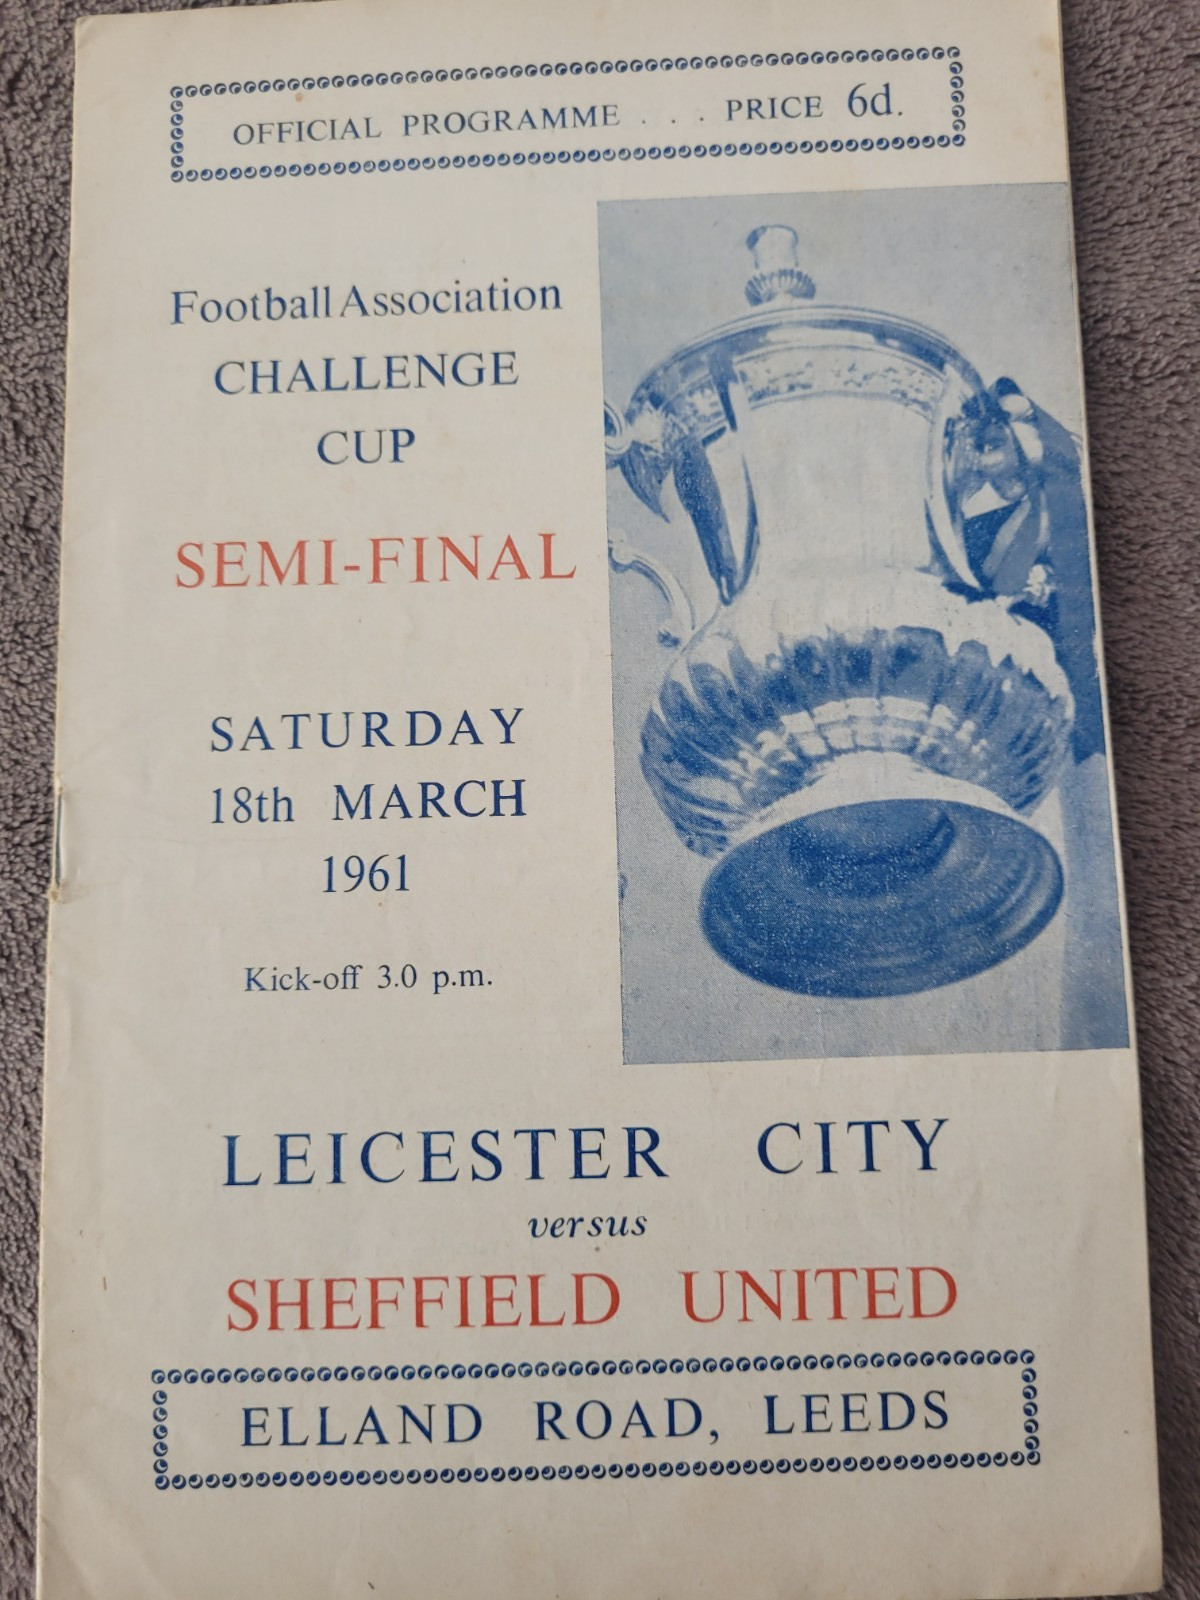 OFFICIAL PROGRAMME . . . PRICE 6d.
Football Association
CHALLENGE
CUP
SEMI-FINAL
SATURDAY
18th MARCH
1961
Kick-off 3.0 p.m.
LEICESTER CITY
versus
SHEFFIELD UNITED
ELLAND ROAD, LEEDS